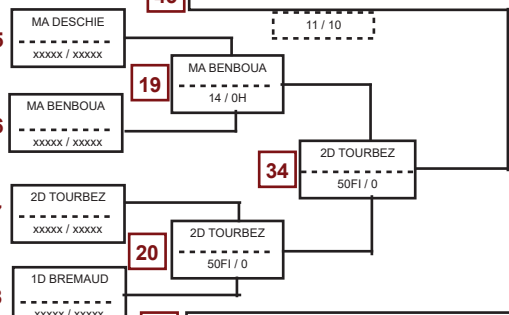 11 / 10
MA DESCHIE
xxxxx / xxxxx
19
MA BENBOUA
14 / 0H
MA BENBOUA
xxxxx / xxxxx
34
2D TOURBEZ
50FI / 0
2D TOURBEZ
xxxxx / xxxxx
20
2D TOURBEZ
50FI / 0
1D BREMAUD
xxxxx / xxxxx